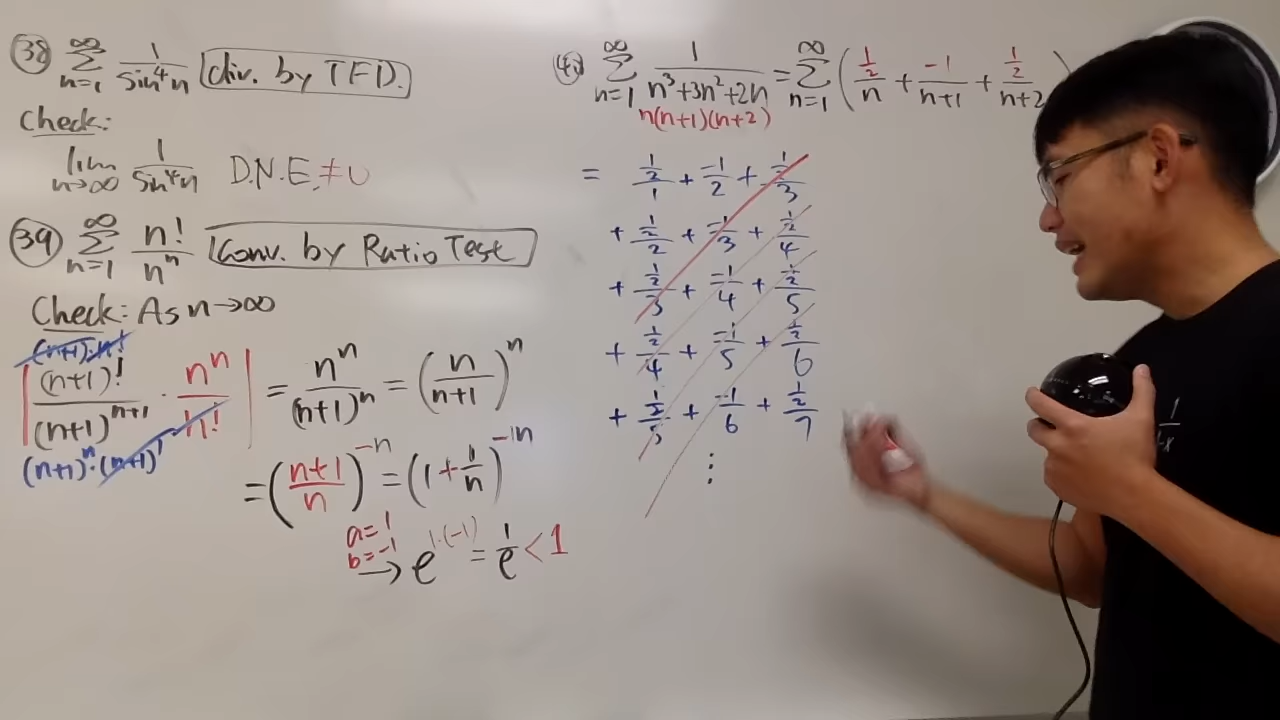 (38) ∞ Σ n=1 1/sin⁴n div. by TFD.
Check:
lim n→∞ 1/sin⁴n D.N.E. ≠0
(39) ∞ Σ n=1 n!/nⁿ Conv. by Ratio Test
Check: As n→∞
(n+1)·n!
| (n+1)!/(n+1)ⁿ⁺¹ · nⁿ/n! | = nⁿ/(n+1)ⁿ = (n/(n+1))ⁿ
(n+1)ⁿ·(n+1)¹
= ((n+1)/n)⁻ⁿ = (1+1/n)⁻¹ⁿ
a=1
b=-1
→ e^(1·(-1)) = 1/e < 1
∞ Σ n=1 1/(n³+3n²+2n) = ∞ Σ n=1 (½/n + -1/(n+1) + ½/(n+2))
n(n+1)(n+2)
= ½/1 + -1/2 + ½/3
+ ½/2 + -1/3 + ½/4
+ ½/3 + -1/4 + ½/5
+ ½/4 + -1/5 + ½/6
+ ½/5 + -1/6 + ½/7
⋮